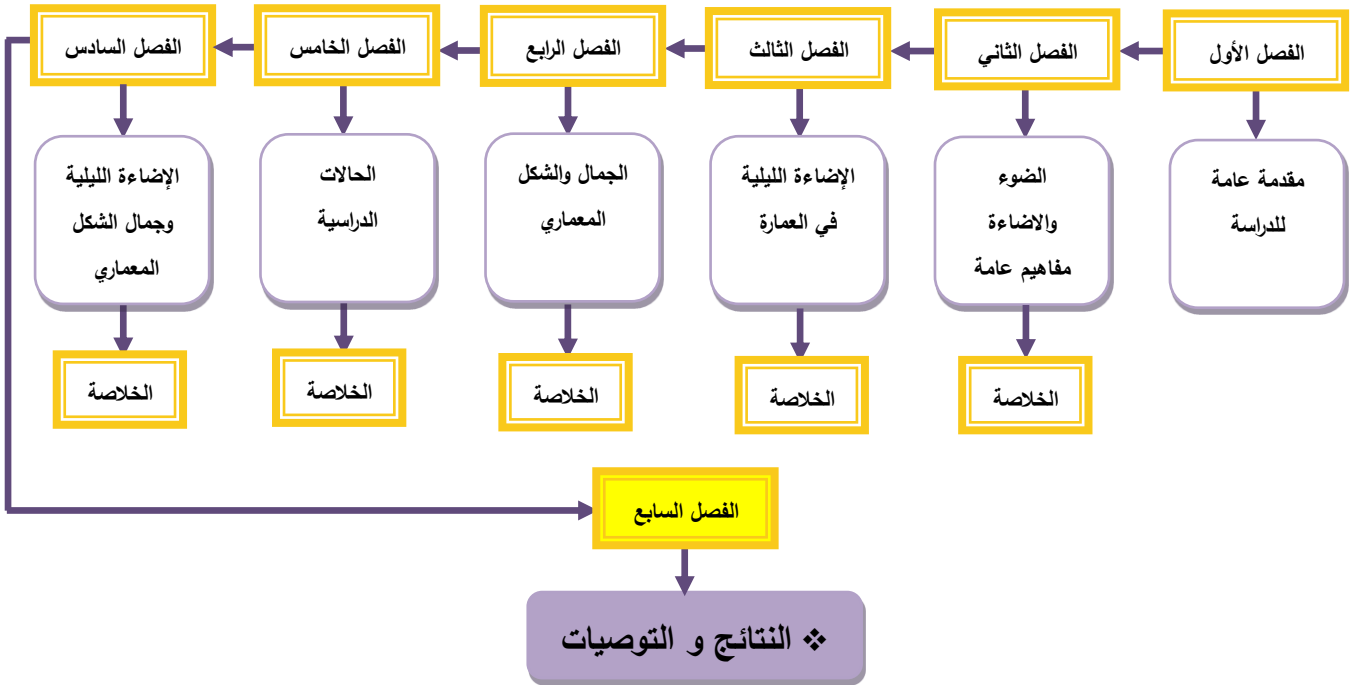 الفصل الأول
الفصل الثاني
الفصل الثالث
الفصل الرابع
الفصل الخامس
الفصل السادس
مقدمة عامة
للدراسة
الضوء
والاضاءة
مفاهيم عامة
الإضاءة الليلية
في العمارة
الجمال والشكل
المعماري
الحالات
الدراسية
الإضاءة الليلية
وجمال الشكل
المعماري
الخلاصة
الخلاصة
الخلاصة
الخلاصة
الخلاصة
الفصل السابع
❖ النتائج و التوصيات